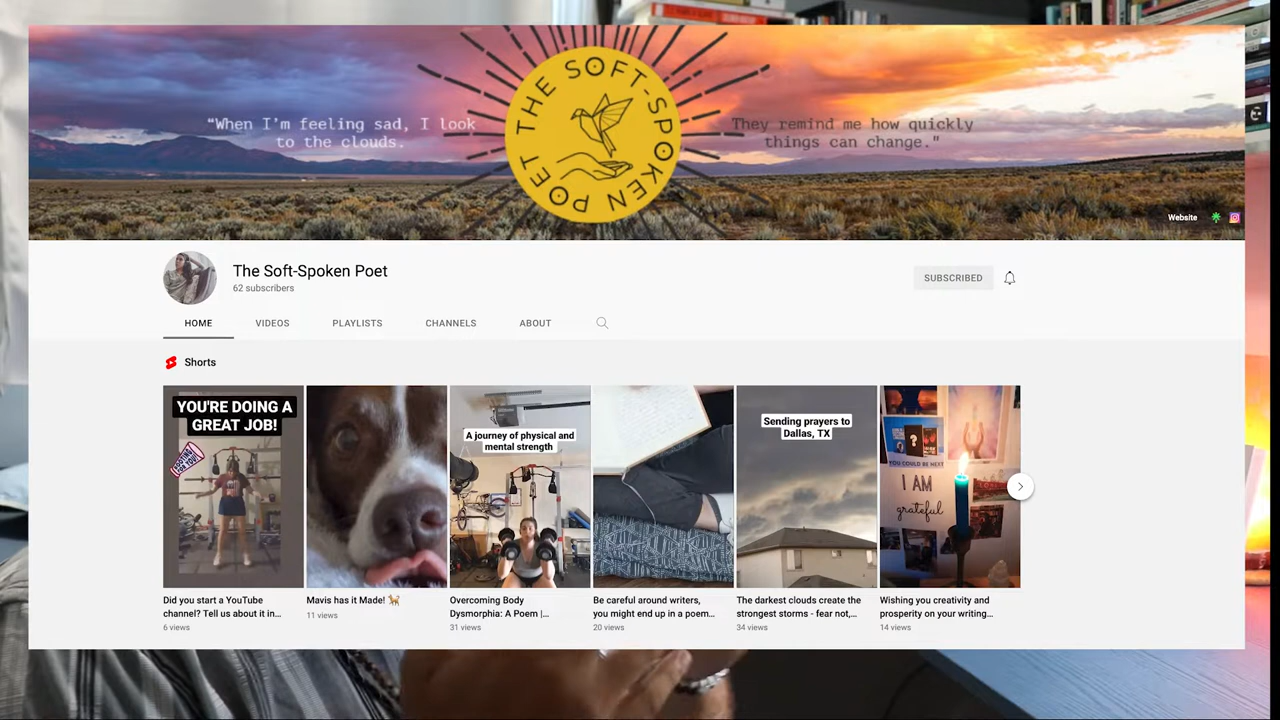 "When I'm feeling sad, I look
to the clouds.
THE SOFT-SPOKEN POET
They remind me how quickly
things can change."
Website
The Soft-Spoken Poet
62 subscribers
SUBSCRIBED
HOME
VIDEOS
PLAYLISTS
CHANNELS
ABOUT
Shorts
YOU'RE DOING A
GREAT JOB!
A journey of physical and
mental strength
Sending prayers to
Dallas, TX
YOU COULD BE NEXT
I AM
grateful
Did you start a YouTube
channel? Tell us about it in...
6 views
Mavis has it Made! 🐕
11 views
Overcoming Body
Dysmorphia: A Poem |...
31 views
Be careful around writers,
you might end up in a poem...
20 views
The darkest clouds create the
strongest storms - fear not,...
34 views
Wishing you creativity and
prosperity on your writing...
14 views